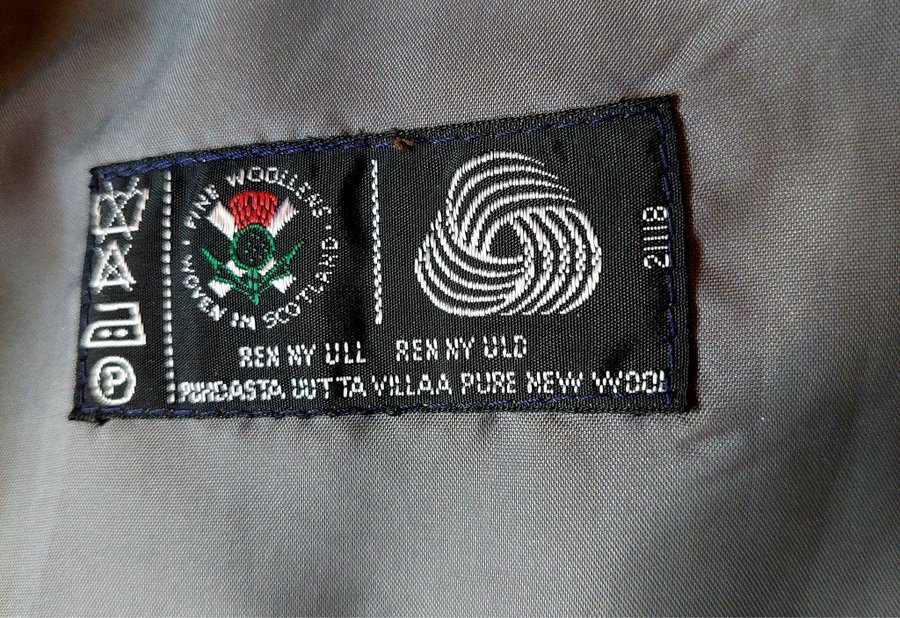 FINE WOOLLENS
WOVEN IN SCOTLAND
21118
REN NY ULL REN NY ULD
PUHDASTA UUTTA VILLAA PURE NEW WOOL
P